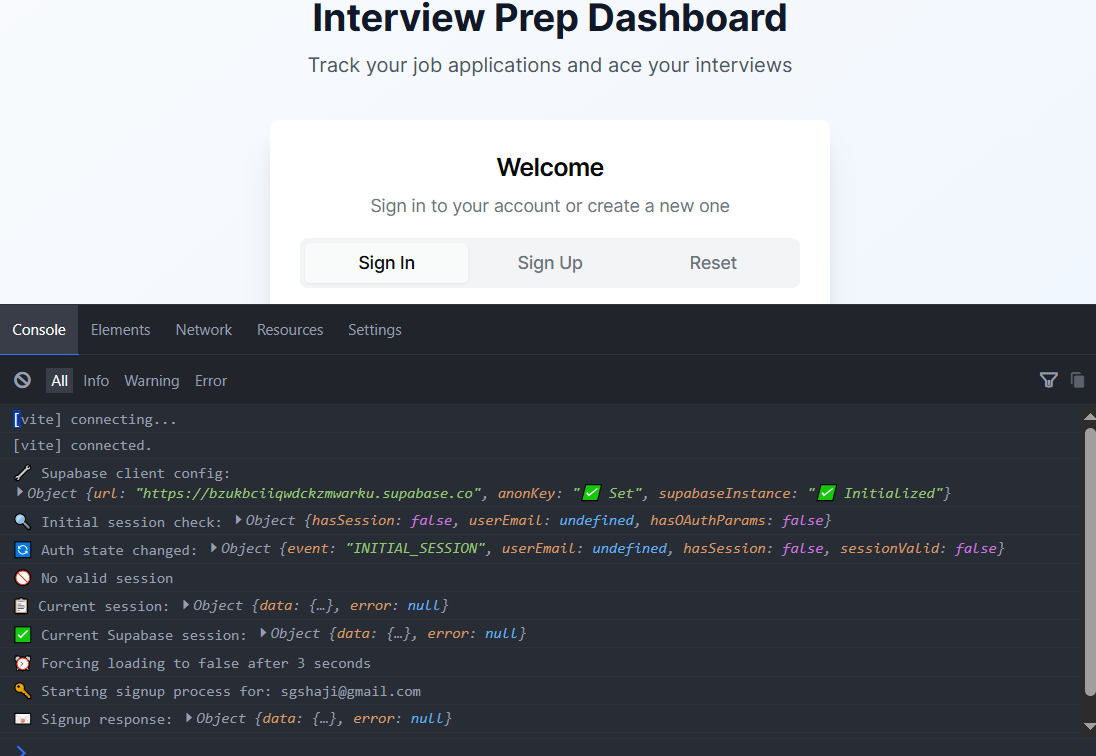 Interview Prep Dashboard
Track your job applications and ace your interviews
Welcome
Sign in to your account or create a new one
Sign In Sign Up Reset
Console Elements Network Resources Settings
All Info Warning Error
[vite] connecting...
[vite] connected.
🔧 Supabase client config:
▶Object {url: "https://bzukbciiqwdckzmwarku.supabase.co", anonKey: "✅ Set", supabaseInstance: "✅ Initialized"}
🔍 Initial session check: ▶Object {hasSession: false, userEmail: undefined, hasOAuthParams: false}
🔄 Auth state changed: ▶Object {event: "INITIAL_SESSION", userEmail: undefined, hasSession: false, sessionValid: false}
🚫 No valid session
📋 Current session: ▶Object {data: {…}, error: null}
✅ Current Supabase session: ▶Object {data: {…}, error: null}
⏰ Forcing loading to false after 3 seconds
🔑 Starting signup process for: sgshaji@gmail.com
📨 Signup response: ▶Object {data: {…}, error: null}